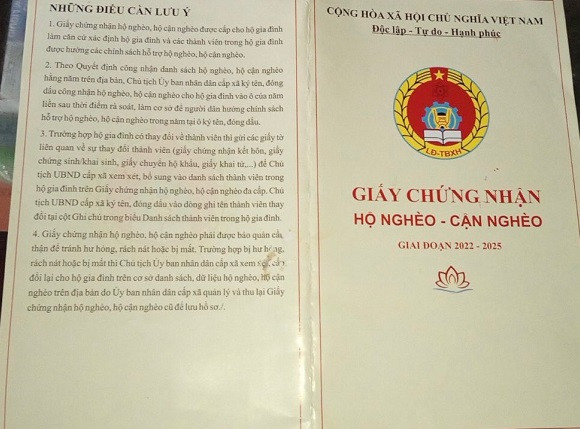 NHỮNG ĐIỀU CẦN LƯU Ý
1. Giấy chứng nhận hộ nghèo, hộ cận nghèo được cấp cho hộ gia đình
làm căn cứ xác định hộ gia đình và các thành viên trong hộ gia đình
được hưởng các chính sách hỗ trợ hộ nghèo, hộ cận nghèo.
2. Theo Quyết định công nhận danh sách hộ nghèo, hộ cận nghèo
hằng năm trên địa bàn, Chủ tịch Ủy ban nhân dân cấp xã ký tên, đóng
dấu công nhận hộ nghèo, hộ cận nghèo cho hộ gia đình vào ô của năm
liền sau thời điểm rà soát, làm cơ sở để người dân hưởng chính sách
hỗ trợ hộ nghèo, hộ cận nghèo trong năm tại ô ký tên, đóng dấu.
3. Trường hợp hộ gia đình có thay đổi về thành viên thì gửi các giấy tờ
liên quan về sự thay đổi thành viên (giấy chứng nhận kết hôn, giấy
chứng sinh/khai sinh, giấy chuyển hộ khẩu, giấy khai tử,...) để Chủ
tịch UBND cấp xã xem xét, bổ sung vào danh sách thành viên trong
hộ gia đình trên Giấy chứng nhận hộ nghèo, hộ cận nghèo đã cấp. Chủ
tịch UBND cấp xã ký tên, đóng dấu vào dòng ghi tên thành viên thay
đổi tại cột Ghi chú trong biểu Danh sách thành viên trong hộ gia đình.
4. Giấy chứng nhận hộ nghèo, hộ cận nghèo phải được bảo quản cẩn
thận để tránh hư hỏng, rách nát hoặc bị mất. Trường hợp bị hư hỏng,
rách nát hoặc bị mất thì Chủ tịch Ủy ban nhân dân cấp xã xem xét, cấp
đổi lại cho hộ gia đình trên cơ sở danh sách, dữ liệu hộ nghèo, hộ cận
nghèo trên địa bàn do Ủy ban nhân dân cấp xã quản lý và thu lại Giấy
chứng nhận hộ nghèo, hộ cận nghèo cũ để lưu hồ sơ./.
CỘNG HÒA XÃ HỘI CHỦ NGHĨA VIỆT NAM
Độc lập - Tự do - Hạnh phúc
LĐ-TBXH
GIẤY CHỨNG NHẬN
HỘ NGHÈO - CẬN NGHÈO
GIAI ĐOẠN 2022 - 2025